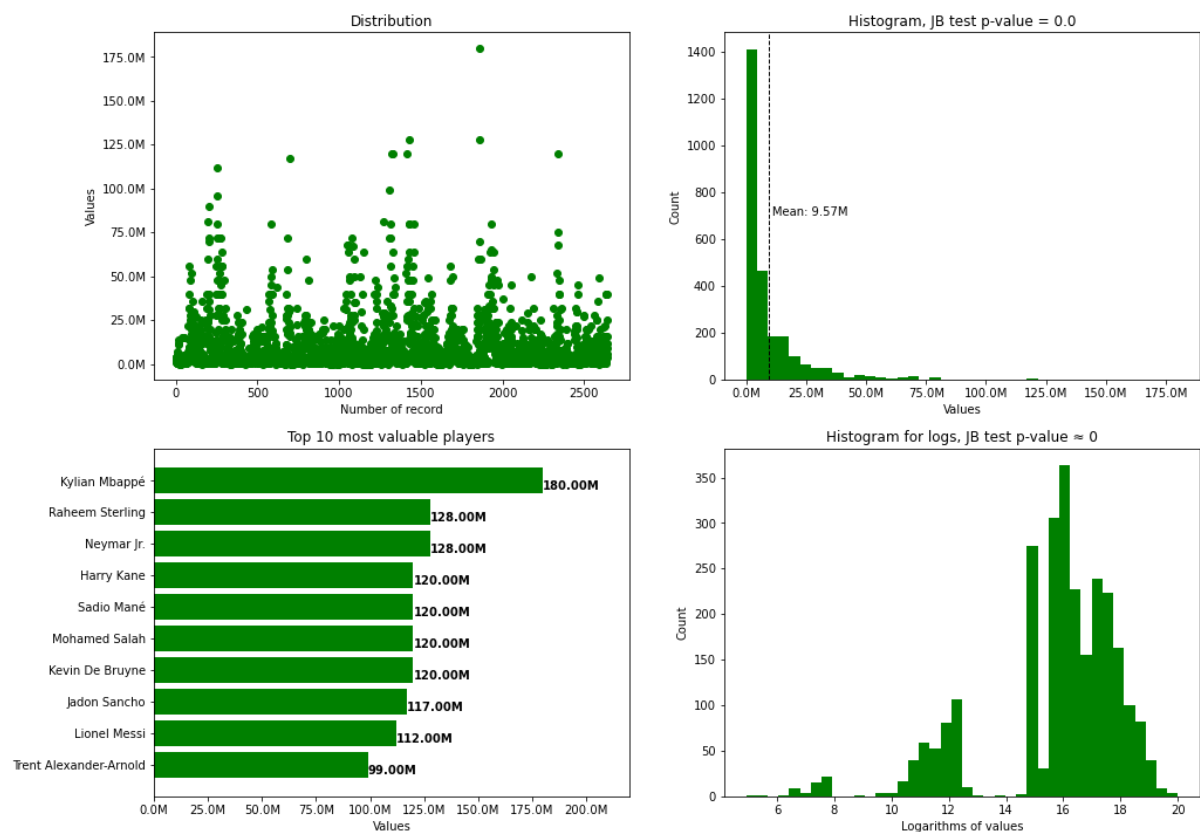 Distribution
175.0M
150.0M
125.0M
100.0M
75.0M
50.0M
25.0M
0.0M
Values
0
500
1000
1500
2000
2500
Number of record
Histogram, JB test p-value = 0.0
1400
1200
1000
800
600
400
200
0
Count
Mean: 9.57M
0.0M
25.0M
50.0M
75.0M
100.0M
125.0M
150.0M
175.0M
Values
Top 10 most valuable players
Kylian Mbappé 180.00M
Raheem Sterling 128.00M
Neymar Jr. 128.00M
Harry Kane 120.00M
Sadio Mané 120.00M
Mohamed Salah 120.00M
Kevin De Bruyne 120.00M
Jadon Sancho 117.00M
Lionel Messi 112.00M
Trent Alexander-Arnold 99.00M
0.0M
25.0M
50.0M
75.0M
100.0M
125.0M
150.0M
175.0M
200.0M
Values
Histogram for logs, JB test p-value ≈ 0
350
300
250
200
150
100
50
0
Count
6
8
10
12
14
16
18
20
Logarithms of values